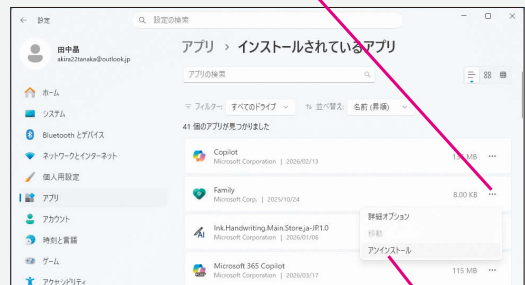 ← 設定
設定の検索
田中晶
akira22tanaka@outlook.jp
アプリ › インストールされているアプリ
アプリの検索
ホーム
システム
Bluetooth とデバイス
ネットワークとインターネット
個人用設定
アプリ
アカウント
時刻と言語
ゲーム
アクセシビリティ
フィルター: すべてのドライブ
並べ替え: 名前 (昇順)
41 個のアプリが見つかりました
Copilot
Microsoft Corporation | 2026/02/13
MB
Family
Microsoft Corp. | 2025/10/24
8.00 KB
Ink.Handwriting.Main.Store.ja-JP.1.0
Microsoft Corporation | 2026/01/06
詳細オプション
移動
アンインストール
Microsoft 365 Copilot
Microsoft Corporation | 2026/03/17
115 MB